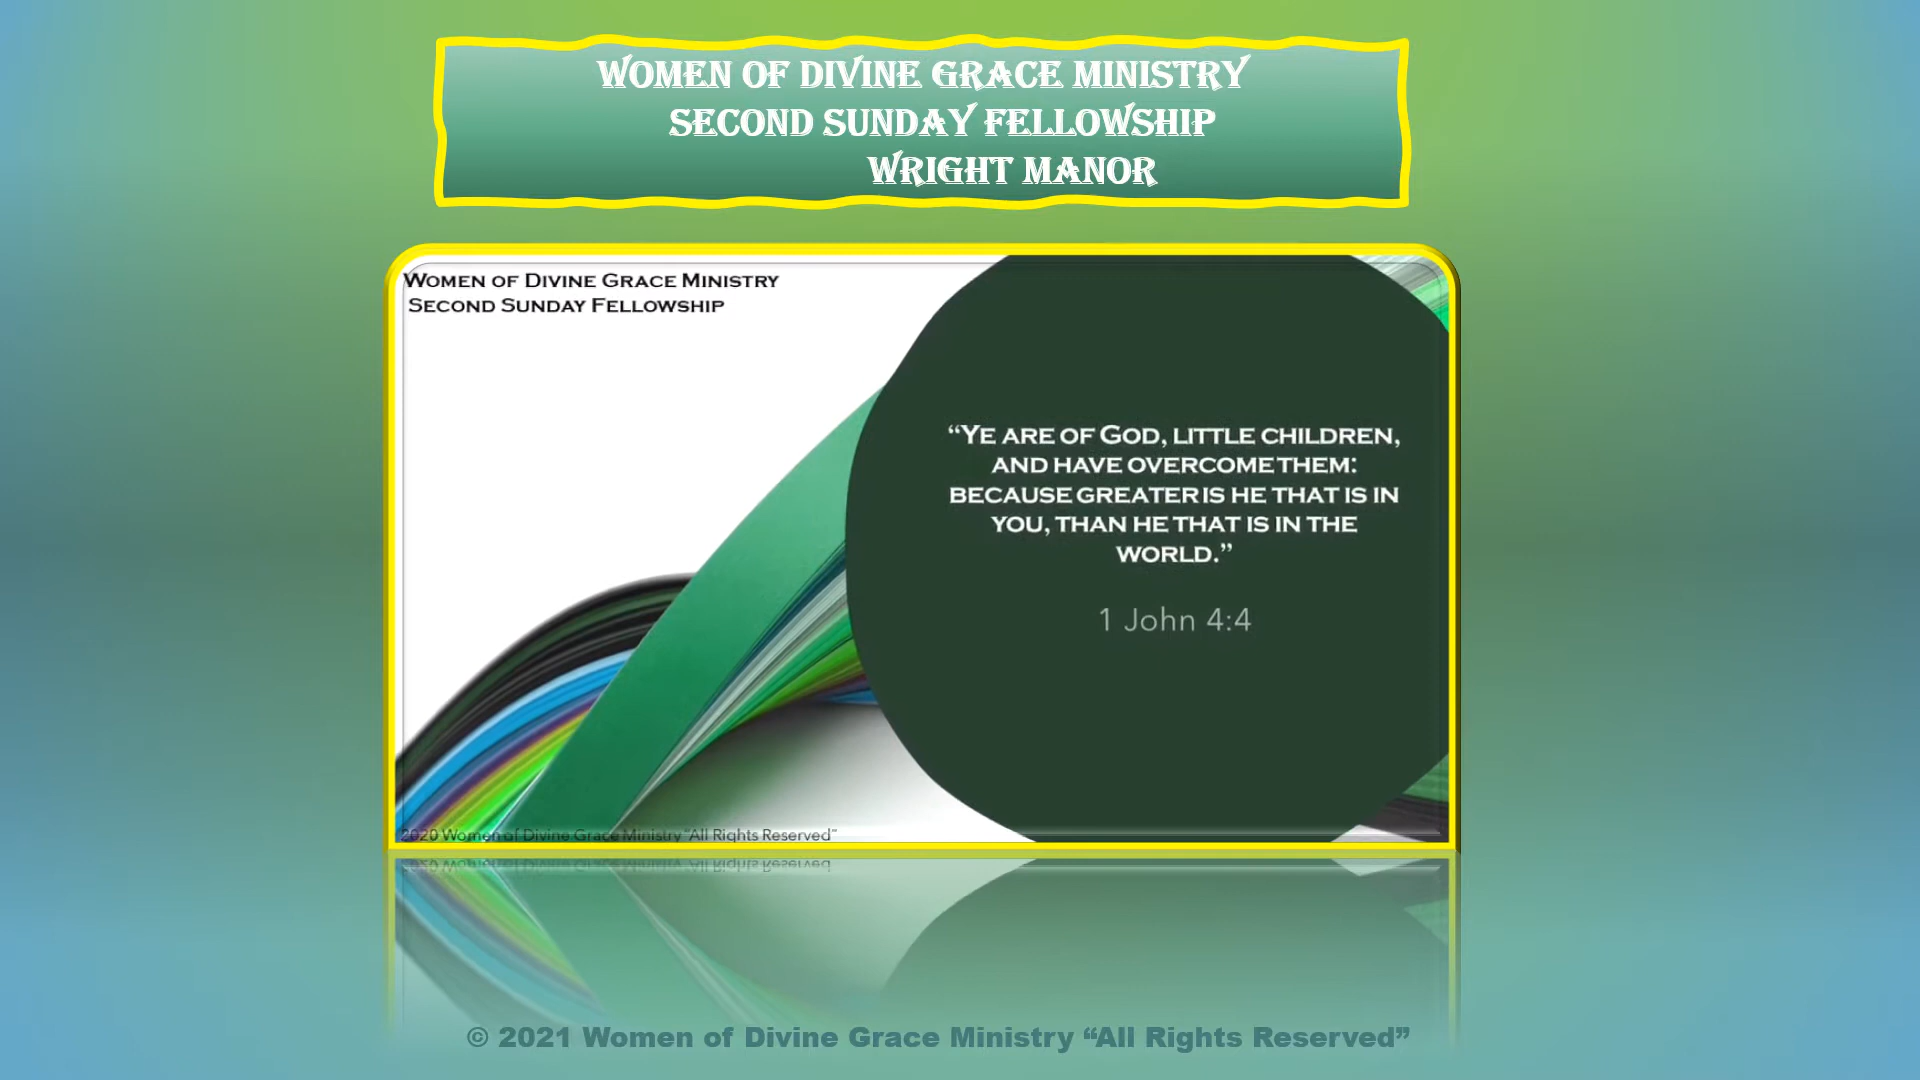 WOMEN OF DIVINE GRACE MINISTRY
SECOND SUNDAY FELLOWSHIP
WRIGHT MANOR
WOMEN OF DIVINE GRACE MINISTRY
SECOND SUNDAY FELLOWSHIP
“YE ARE OF GOD, LITTLE CHILDREN,
AND HAVE OVERCOME THEM:
BECAUSE GREATER IS HE THAT IS IN
YOU, THAN HE THAT IS IN THE
WORLD.”
1 John 4:4
2020 Women of Divine Grace Ministry “All Rights Reserved”
© 2021 Women of Divine Grace Ministry “All Rights Reserved”